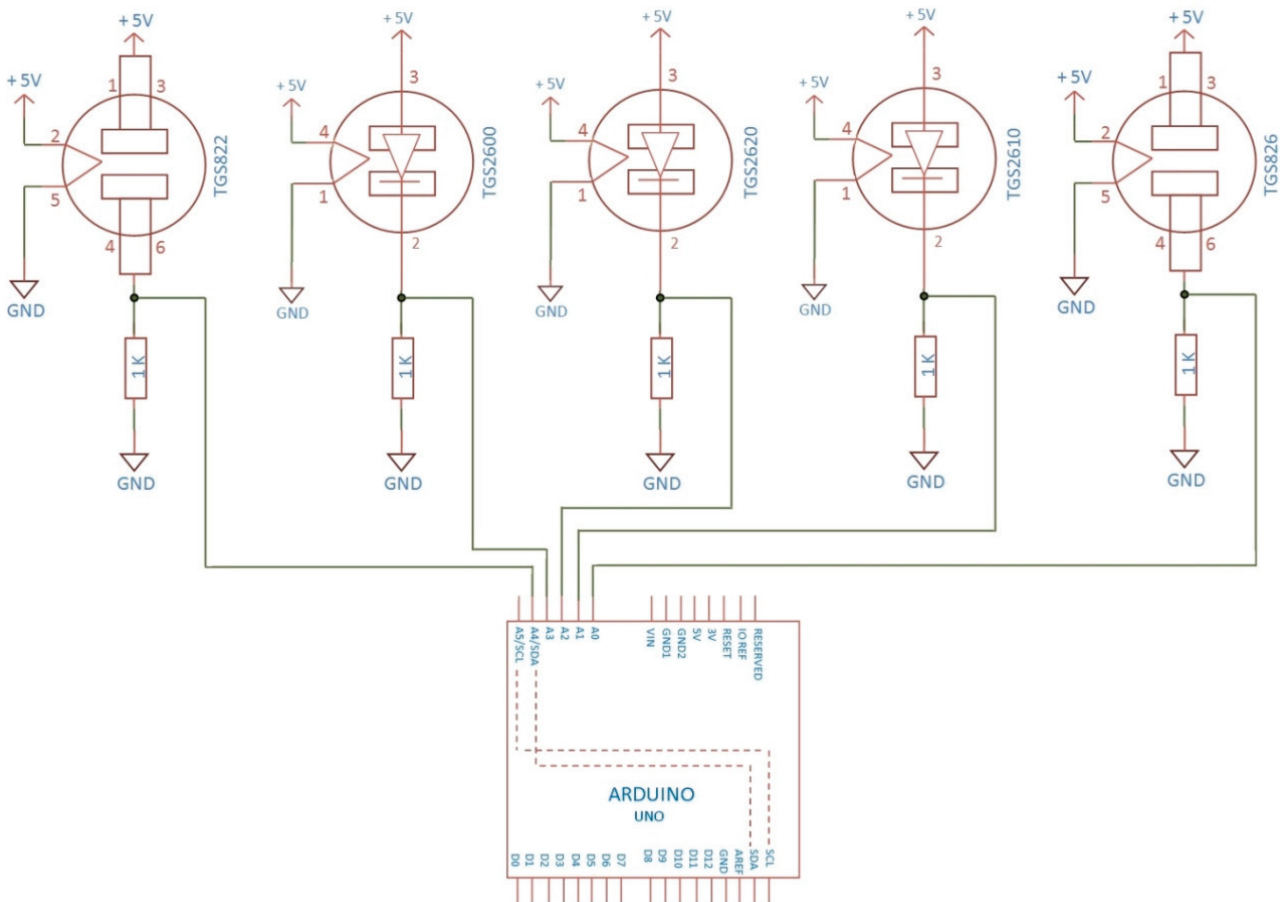 +5V
+5V
+5V
+5V
+5V
+5V
+5V
+5V
+5V
+5V
1
3
2
5
4
6
TGS822
3
4
1
2
TGS2600
3
4
1
2
TGS2620
3
4
1
2
TGS2610
1
3
2
5
4
6
TGS826
GND
GND
GND
GND
GND
1K
1K
1K
1K
1K
GND
GND
GND
GND
GND
A5/SCL
A4/SDA
A3
A2
A1
A0
VIN
GND1
GND2
5V
3V
RESET
IO REF
RESERVED
ARDUINO
UNO
D0
D1
D2
D3
D4
D5
D6
D7
D8
D9
D10
D11
D12
GND
AREF
SDA
SCL